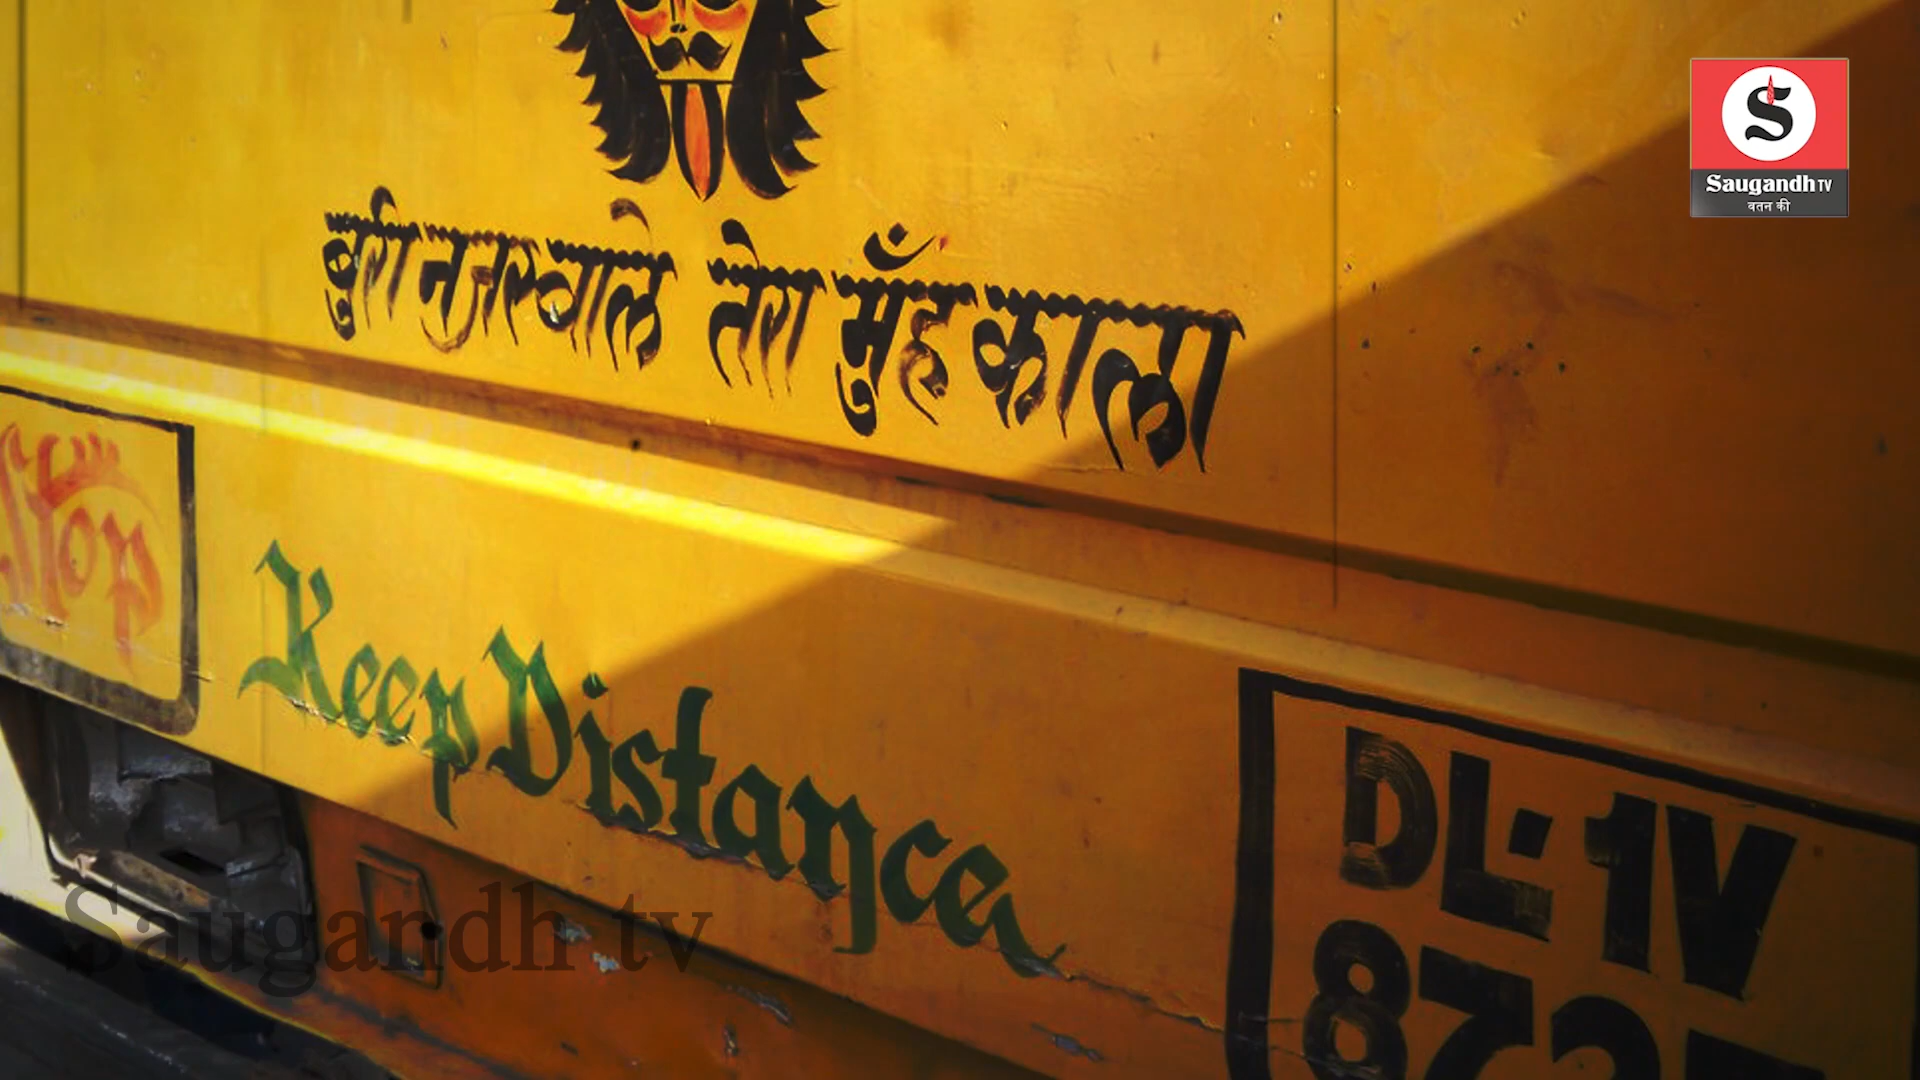 Saugandh TV
वतन की
बुरी नज़र वाले तेरा मुँह काला
Stop
Keep Distance
DL·1V
Saugandh tv